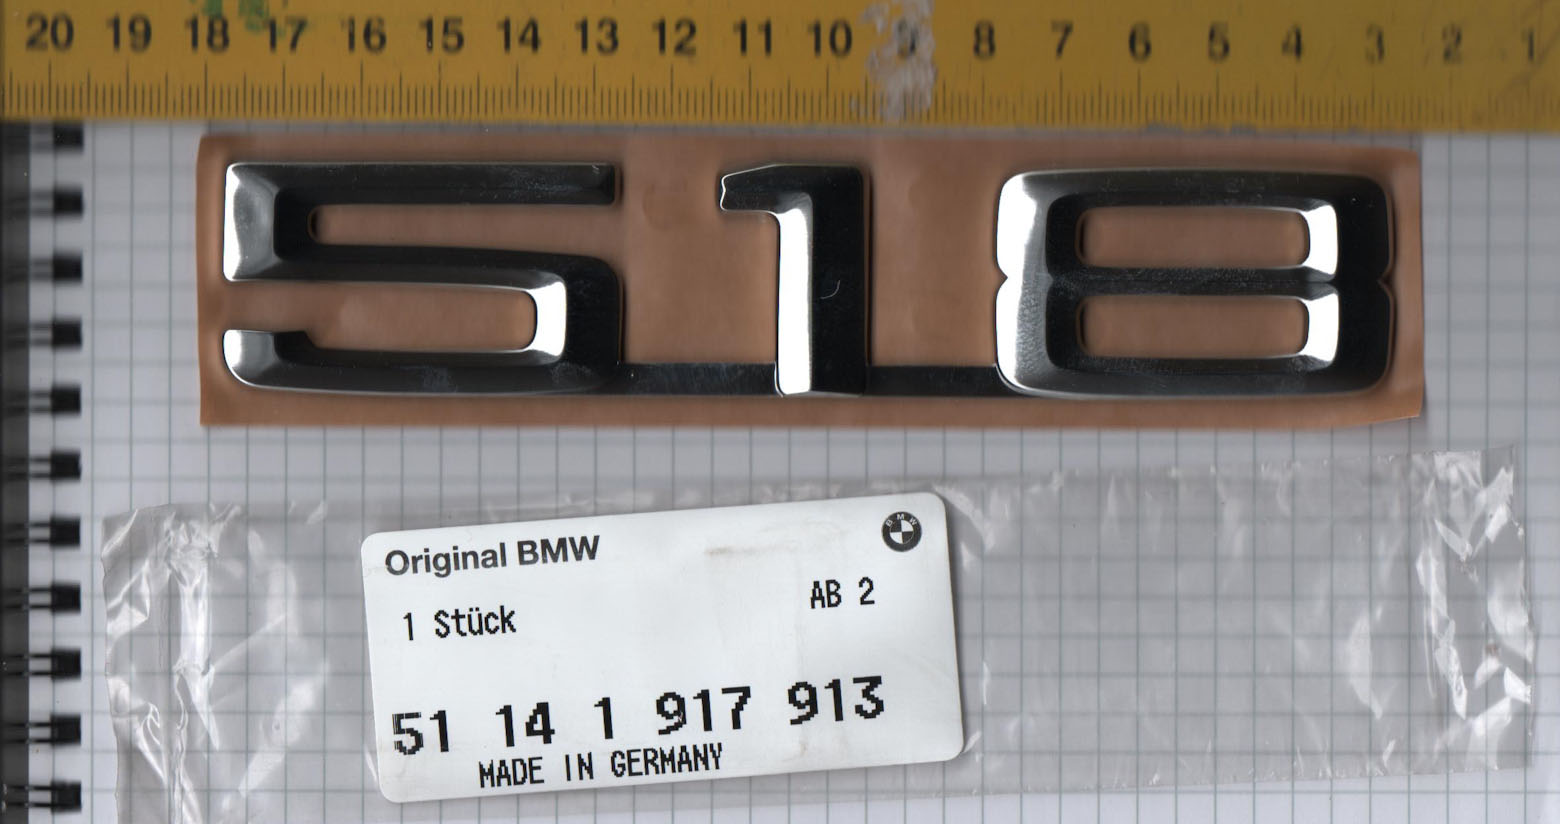 20 19 18 17 16 15 14 13 12 11 10 9 8 7 6 5 4 3 2 1
518
Original BMW
BMW
AB 2
1 Stück
51 14 1 917 913
MADE IN GERMANY